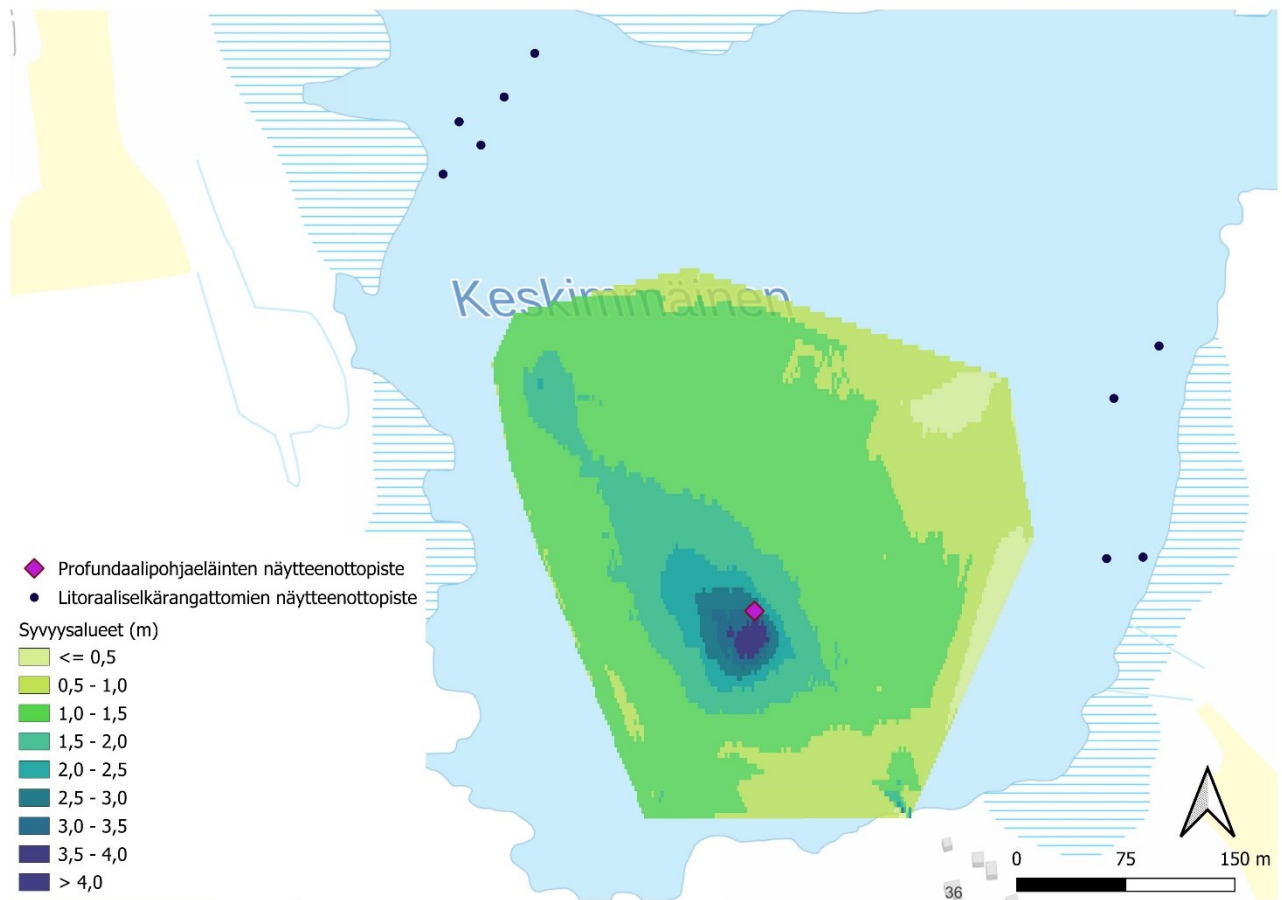 Keskimmäinen
Profundaalipohjaeläinten näytteenottopiste
Litoraaliselkärangattomien näytteenottopiste
Syvyysalueet (m)
<= 0,5
0,5 - 1,0
1,0 - 1,5
1,5 - 2,0
2,0 - 2,5
2,5 - 3,0
3,0 - 3,5
3,5 - 4,0
> 4,0
36
0 75 150 m